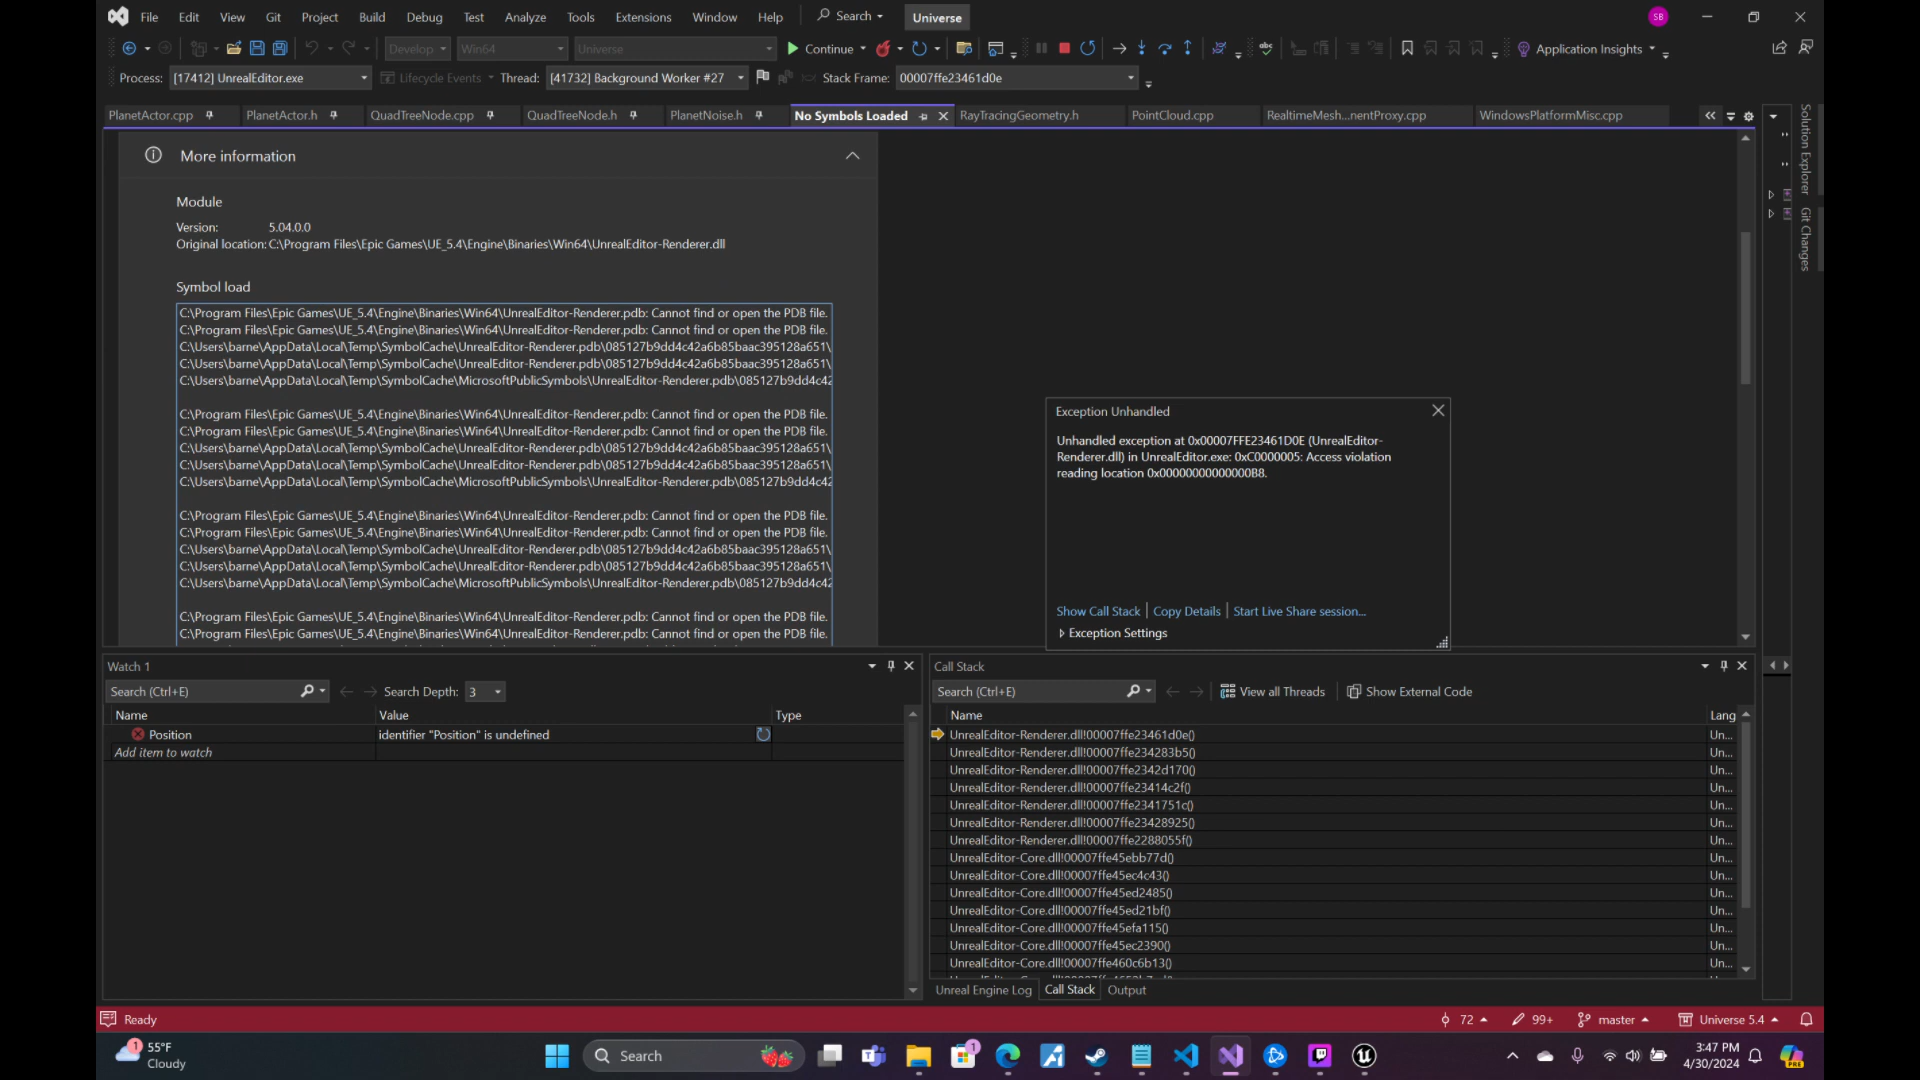 File Edit View Git Project Build Debug Test Analyze Tools Extensions Window Help Search Universe SB
Develop Win64 Universe Continue Application Insights
Process: [17412] UnrealEditor.exe Lifecycle Events Thread: [41732] Background Worker #27 Stack Frame: 00007ffe23461d0e
PlanetActor.cpp PlanetActor.h QuadTreeNode.cpp QuadTreeNode.h PlanetNoise.h No Symbols Loaded RayTracingGeometry.h PointCloud.cpp RealtimeMesh...nentProxy.cpp WindowsPlatformMisc.cpp
Solution Explorer
Git Changes
More information
Module
Version: 5.04.0.0
Original location: C:\Program Files\Epic Games\UE_5.4\Engine\Binaries\Win64\UnrealEditor-Renderer.dll
Symbol load
C:\Program Files\Epic Games\UE_5.4\Engine\Binaries\Win64\UnrealEditor-Renderer.pdb: Cannot find or open the PDB file.
C:\Program Files\Epic Games\UE_5.4\Engine\Binaries\Win64\UnrealEditor-Renderer.pdb: Cannot find or open the PDB file.
C:\Users\barne\AppData\Local\Temp\SymbolCache\UnrealEditor-Renderer.pdb\085127b9dd4c42a6b85baac395128a651\
C:\Users\barne\AppData\Local\Temp\SymbolCache\UnrealEditor-Renderer.pdb\085127b9dd4c42a6b85baac395128a651\
C:\Users\barne\AppData\Local\Temp\SymbolCache\MicrosoftPublicSymbols\UnrealEditor-Renderer.pdb\085127b9dd4c42
C:\Program Files\Epic Games\UE_5.4\Engine\Binaries\Win64\UnrealEditor-Renderer.pdb: Cannot find or open the PDB file.
C:\Program Files\Epic Games\UE_5.4\Engine\Binaries\Win64\UnrealEditor-Renderer.pdb: Cannot find or open the PDB file.
C:\Users\barne\AppData\Local\Temp\SymbolCache\UnrealEditor-Renderer.pdb\085127b9dd4c42a6b85baac395128a651\
C:\Users\barne\AppData\Local\Temp\SymbolCache\UnrealEditor-Renderer.pdb\085127b9dd4c42a6b85baac395128a651\
C:\Users\barne\AppData\Local\Temp\SymbolCache\MicrosoftPublicSymbols\UnrealEditor-Renderer.pdb\085127b9dd4c42
C:\Program Files\Epic Games\UE_5.4\Engine\Binaries\Win64\UnrealEditor-Renderer.pdb: Cannot find or open the PDB file.
C:\Program Files\Epic Games\UE_5.4\Engine\Binaries\Win64\UnrealEditor-Renderer.pdb: Cannot find or open the PDB file.
C:\Users\barne\AppData\Local\Temp\SymbolCache\UnrealEditor-Renderer.pdb\085127b9dd4c42a6b85baac395128a651\
C:\Users\barne\AppData\Local\Temp\SymbolCache\UnrealEditor-Renderer.pdb\085127b9dd4c42a6b85baac395128a651\
C:\Users\barne\AppData\Local\Temp\SymbolCache\MicrosoftPublicSymbols\UnrealEditor-Renderer.pdb\085127b9dd4c42
C:\Program Files\Epic Games\UE_5.4\Engine\Binaries\Win64\UnrealEditor-Renderer.pdb: Cannot find or open the PDB file.
C:\Program Files\Epic Games\UE_5.4\Engine\Binaries\Win64\UnrealEditor-Renderer.pdb: Cannot find or open the PDB file.
Exception Unhandled
Unhandled exception at 0x00007FFE23461D0E (UnrealEditor-
Renderer.dll) in UnrealEditor.exe: 0xC0000005: Access violation
reading location 0x00000000000000B8.
Show Call Stack | Copy Details | Start Live Share session...
Exception Settings
Watch 1
Search (Ctrl+E) Search Depth: 3
Name Value Type
Position identifier "Position" is undefined
Add item to watch
Call Stack
Search (Ctrl+E) View all Threads Show External Code
Name Lang
UnrealEditor-Renderer.dll!00007ffe23461d0e() Un...
UnrealEditor-Renderer.dll!00007ffe234283b5() Un...
UnrealEditor-Renderer.dll!00007ffe2342d170() Un...
UnrealEditor-Renderer.dll!00007ffe23414c2f() Un...
UnrealEditor-Renderer.dll!00007ffe2341751c() Un...
UnrealEditor-Renderer.dll!00007ffe23428925() Un...
UnrealEditor-Renderer.dll!00007ffe2288055f() Un...
UnrealEditor-Core.dll!00007ffe45ebb77d() Un...
UnrealEditor-Core.dll!00007ffe45ec4c43() Un...
UnrealEditor-Core.dll!00007ffe45ed2485() Un...
UnrealEditor-Core.dll!00007ffe45ed21bf() Un...
UnrealEditor-Core.dll!00007ffe45efa115() Un...
UnrealEditor-Core.dll!00007ffe45ec2390() Un...
UnrealEditor-Core.dll!00007ffe460c6b13() Un...
Unreal Engine Log Call Stack Output
Ready 72 99+ master Universe 5.4
1 55°F
Cloudy
Search
1
3:47 PM
4/30/2024
PRE